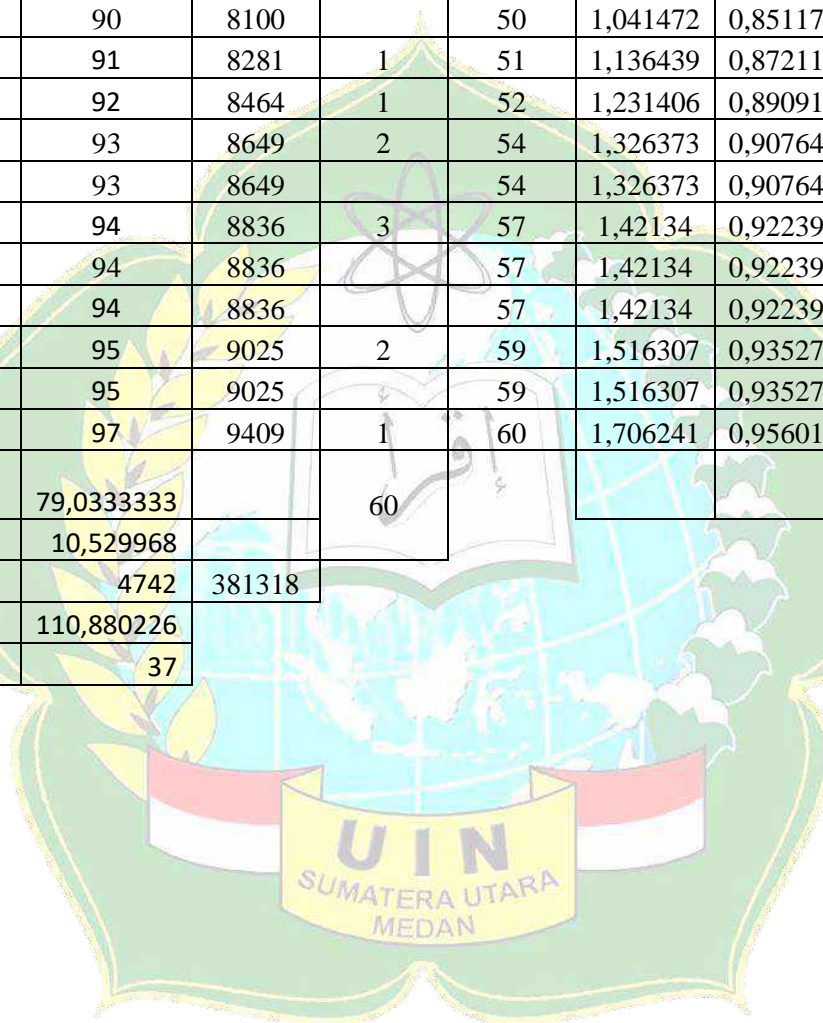 90 8100 50 1,041472 0,85117
91 8281 1 51 1,136439 0,87211
92 8464 1 52 1,231406 0,89091
93 8649 2 54 1,326373 0,90764
93 8649 54 1,326373 0,90764
94 8836 3 57 1,42134 0,92239
94 8836 57 1,42134 0,92239
94 8836 57 1,42134 0,92239
95 9025 2 59 1,516307 0,93527
95 9025 59 1,516307 0,93527
97 9409 1 60 1,706241 0,95601
79,0333333 60
10,529968
4742 381318
110,880226
37
إقرأ
UIN
SUMATERA UTARA
MEDAN